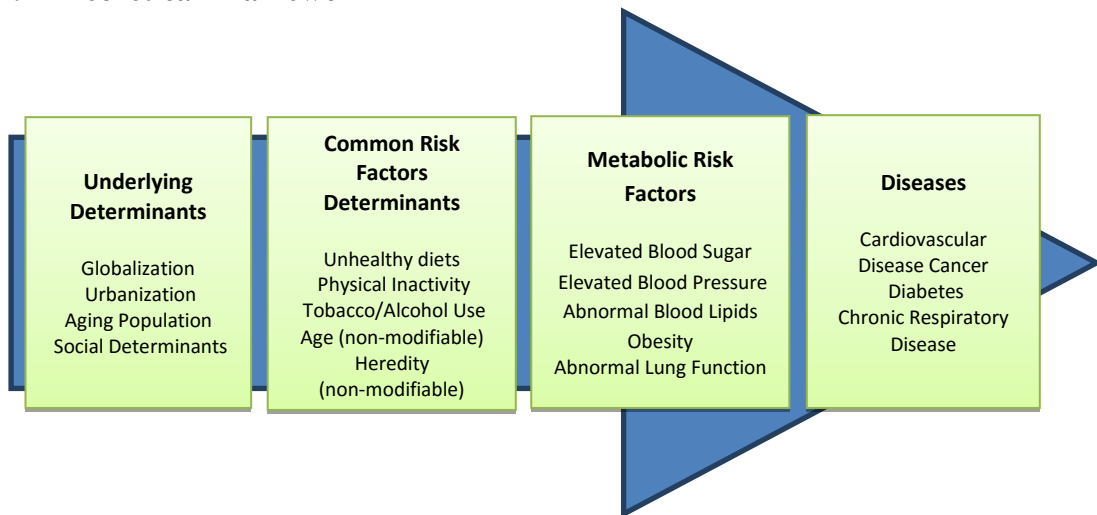 Underlying
Determinants
Globalization
Urbanization
Aging Population
Social Determinants
Common Risk
Factors
Determinants
Unhealthy diets
Physical Inactivity
Tobacco/Alcohol Use
Age (non-modifiable)
Heredity
(non-modifiable)
Metabolic Risk
Factors
Elevated Blood Sugar
Elevated Blood Pressure
Abnormal Blood Lipids
Obesity
Abnormal Lung Function
Diseases
Cardiovascular
Disease Cancer
Diabetes
Chronic Respiratory
Disease